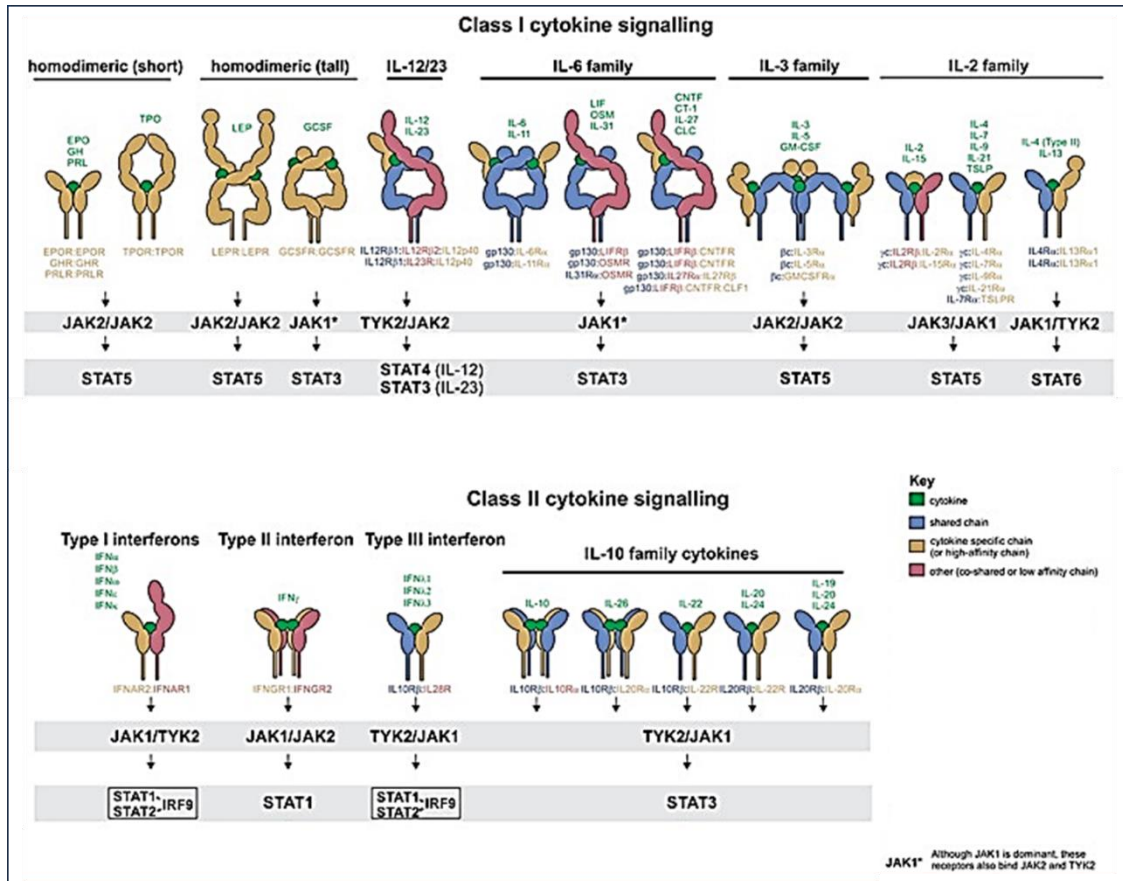 Class I cytokine signalling
homodimeric (short)
homodimeric (tall)
IL-12/23
IL-6 family
IL-3 family
IL-2 family
EPO
GH
PRL
TPO
LEP
GCSF
IL-12
IL-23
IL-6
IL-11
LIF
OSM
IL-31
CNTF
CT-1
IL-27
CLC
IL-3
IL-5
GM-CSF
IL-2
IL-15
IL-4
IL-7
IL-9
IL-21
TSLP
IL-4 (Type II)
IL-13
EPOR:EPOR
GHR:GHR
PRLR:PRLR
TPOR:TPOR
LEPR:LEPR
GCSFR:GCSFR
IL12Rβ1:IL12Rβ2:IL12p40
IL12Rβ1:IL23R:IL12p40
gp130:IL-6Rα
gp130:IL-11Rα
gp130:LIFRβ
gp130:OSMR
IL31Rα:OSMR
gp130:LIFRβ:CNTFR
gp130:LIFRβ:CNTFR
gp130:IL27Rα:IL27Rβ
gp130:LIFRβ:CNTFR:CLF1
βc:IL-3Rα
βc:IL-5Rα
βc:GMCSFRα
γc:IL2Rβ:IL-2Rα
γc:IL2Rβ:IL-15Rα
γc:IL-4Rα
γc:IL-7Rα
γc:IL-9Rα
γc:IL-21Rα
IL-7Rα:TSLPR
IL4Rα:IL13Rα1
IL4Rα:IL13Rα1
JAK2/JAK2
JAK2/JAK2
JAK1*
TYK2/JAK2
JAK1*
JAK2/JAK2
JAK3/JAK1
JAK1/TYK2
STAT5
STAT5
STAT3
STAT4 (IL-12)
STAT3 (IL-23)
STAT3
STAT5
STAT5
STAT6
Class II cytokine signalling
Key
cytokine
shared chain
cytokine specific chain
(or high-affinity chain)
other (co-shared or low affinity chain)
Type I interferons
Type II interferon
Type III interferon
IL-10 family cytokines
IFNα
IFNβ
IFNω
IFNε
IFNκ
IFNγ
IFNλ1
IFNλ2
IFNλ3
IL-10
IL-26
IL-22
IL-20
IL-24
IL-19
IL-20
IL-24
IFNAR2:IFNAR1
IFNGR1:IFNGR2
IL10Rβ:IL28R
IL10Rβ:IL10Rα
IL10Rβ:IL20Rα
IL10Rβ:IL-22R
IL20Rβ:IL-22R
IL20Rβ:IL-20Rα
JAK1/TYK2
JAK1/JAK2
TYK2/JAK1
TYK2/JAK1
STAT1
STAT2
IRF9
STAT1
STAT1
STAT2
IRF9
STAT3
JAK1* Although JAK1 is dominant, these
receptors also bind JAK2 and TYK2